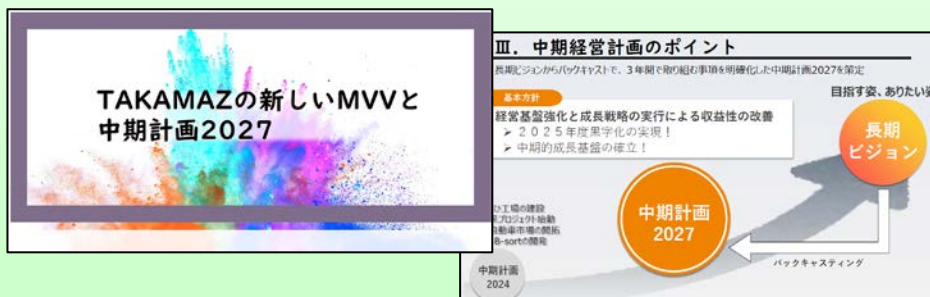 TAKAMAZの新しいMVVと
中期計画2027
Ⅲ. 中期経営計画のポイント
長期ビジョンからバックキャストで、3年間で取り組む事項を明確化した中期計画2027を策定
基本方針
経営基盤強化と成長戦略の実行による収益性の改善
➢ 2025年度黒字化の実現！
➢ 中期的成長基盤の確立！
目指す姿、ありたい姿
長期
ビジョン
中期計画
2027
工場の建設
プロジェクト始動
動車市場の開拓
B-sortの開発
バックキャスティング
中期計画
2024